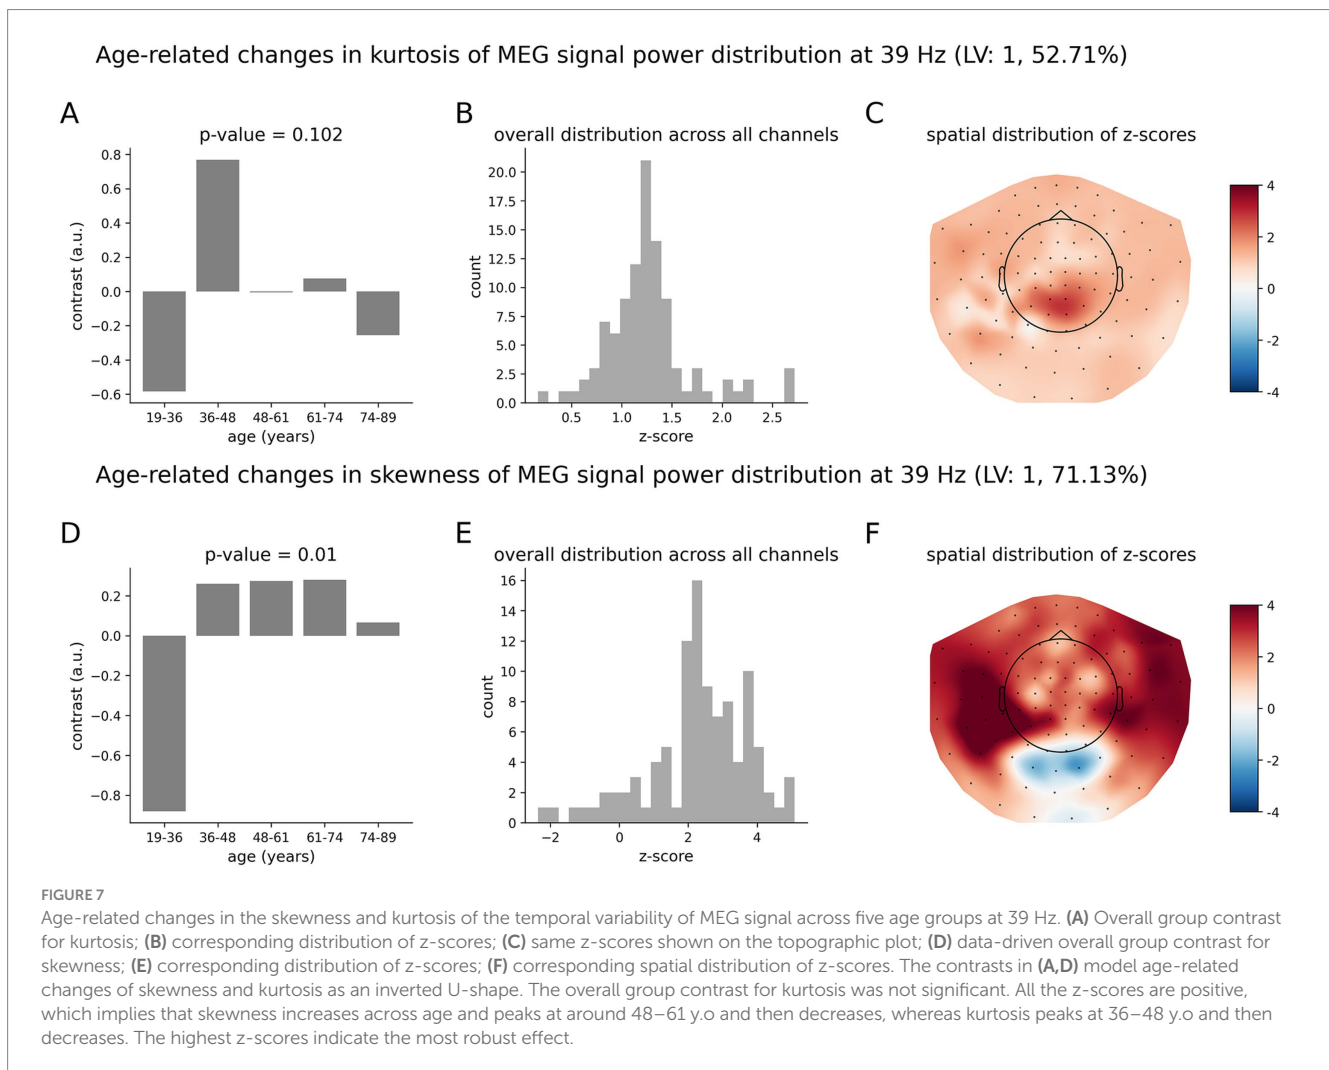 Age-related changes in kurtosis of MEG signal power distribution at 39 Hz (LV: 1, 52.71%)
A
p-value = 0.102
contrast (a.u.)
0.8
0.6
0.4
0.2
0.0
−0.2
−0.4
−0.6
19-36 36-48 48-61 61-74 74-89
age (years)
B
overall distribution across all channels
count
20.0
17.5
15.0
12.5
10.0
7.5
5.0
2.5
0.0
0.5 1.0 1.5 2.0 2.5
z-score
C
spatial distribution of z-scores
4
2
0
-2
-4
Age-related changes in skewness of MEG signal power distribution at 39 Hz (LV: 1, 71.13%)
D
p-value = 0.01
contrast (a.u.)
0.2
0.0
−0.2
−0.4
−0.6
−0.8
19-36 36-48 48-61 61-74 74-89
age (years)
E
overall distribution across all channels
count
16
14
12
10
8
6
4
2
0
−2 0 2 4
z-score
F
spatial distribution of z-scores
4
2
0
-2
-4
FIGURE 7
Age-related changes in the skewness and kurtosis of the temporal variability of MEG signal across five age groups at 39 Hz. (A) Overall group contrast
for kurtosis; (B) corresponding distribution of z-scores; (C) same z-scores shown on the topographic plot; (D) data-driven overall group contrast for
skewness; (E) corresponding distribution of z-scores; (F) corresponding spatial distribution of z-scores. The contrasts in (A,D) model age-related
changes of skewness and kurtosis as an inverted U-shape. The overall group contrast for kurtosis was not significant. All the z-scores are positive,
which implies that skewness increases across age and peaks at around 48–61 y.o and then decreases, whereas kurtosis peaks at 36–48 y.o and then
decreases. The highest z-scores indicate the most robust effect.